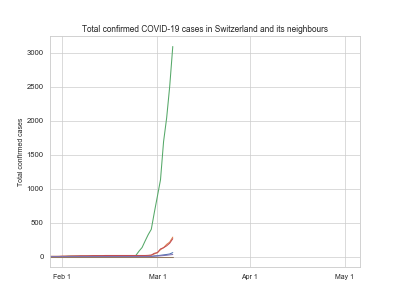 Total confirmed COVID-19 cases in Switzerland and its neighbours
3000
2500
2000
1500
1000
500
0
Total confirmed cases
Feb 1 Mar 1 Apr 1 May 1